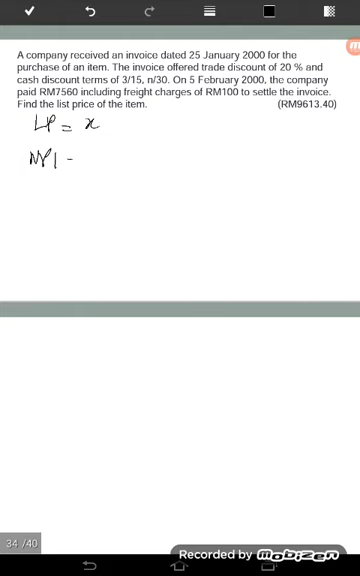 A company received an invoice dated 25 January 2000 for the
purchase of an item. The invoice offered trade discount of 20 % and
cash discount terms of 3/15, n/30. On 5 February 2000, the company
paid RM7560 including freight charges of RM100 to settle the invoice.
Find the list price of the item. (RM9613.40)
LP = x
NP1 =
34 /40
Recorded by mobizen